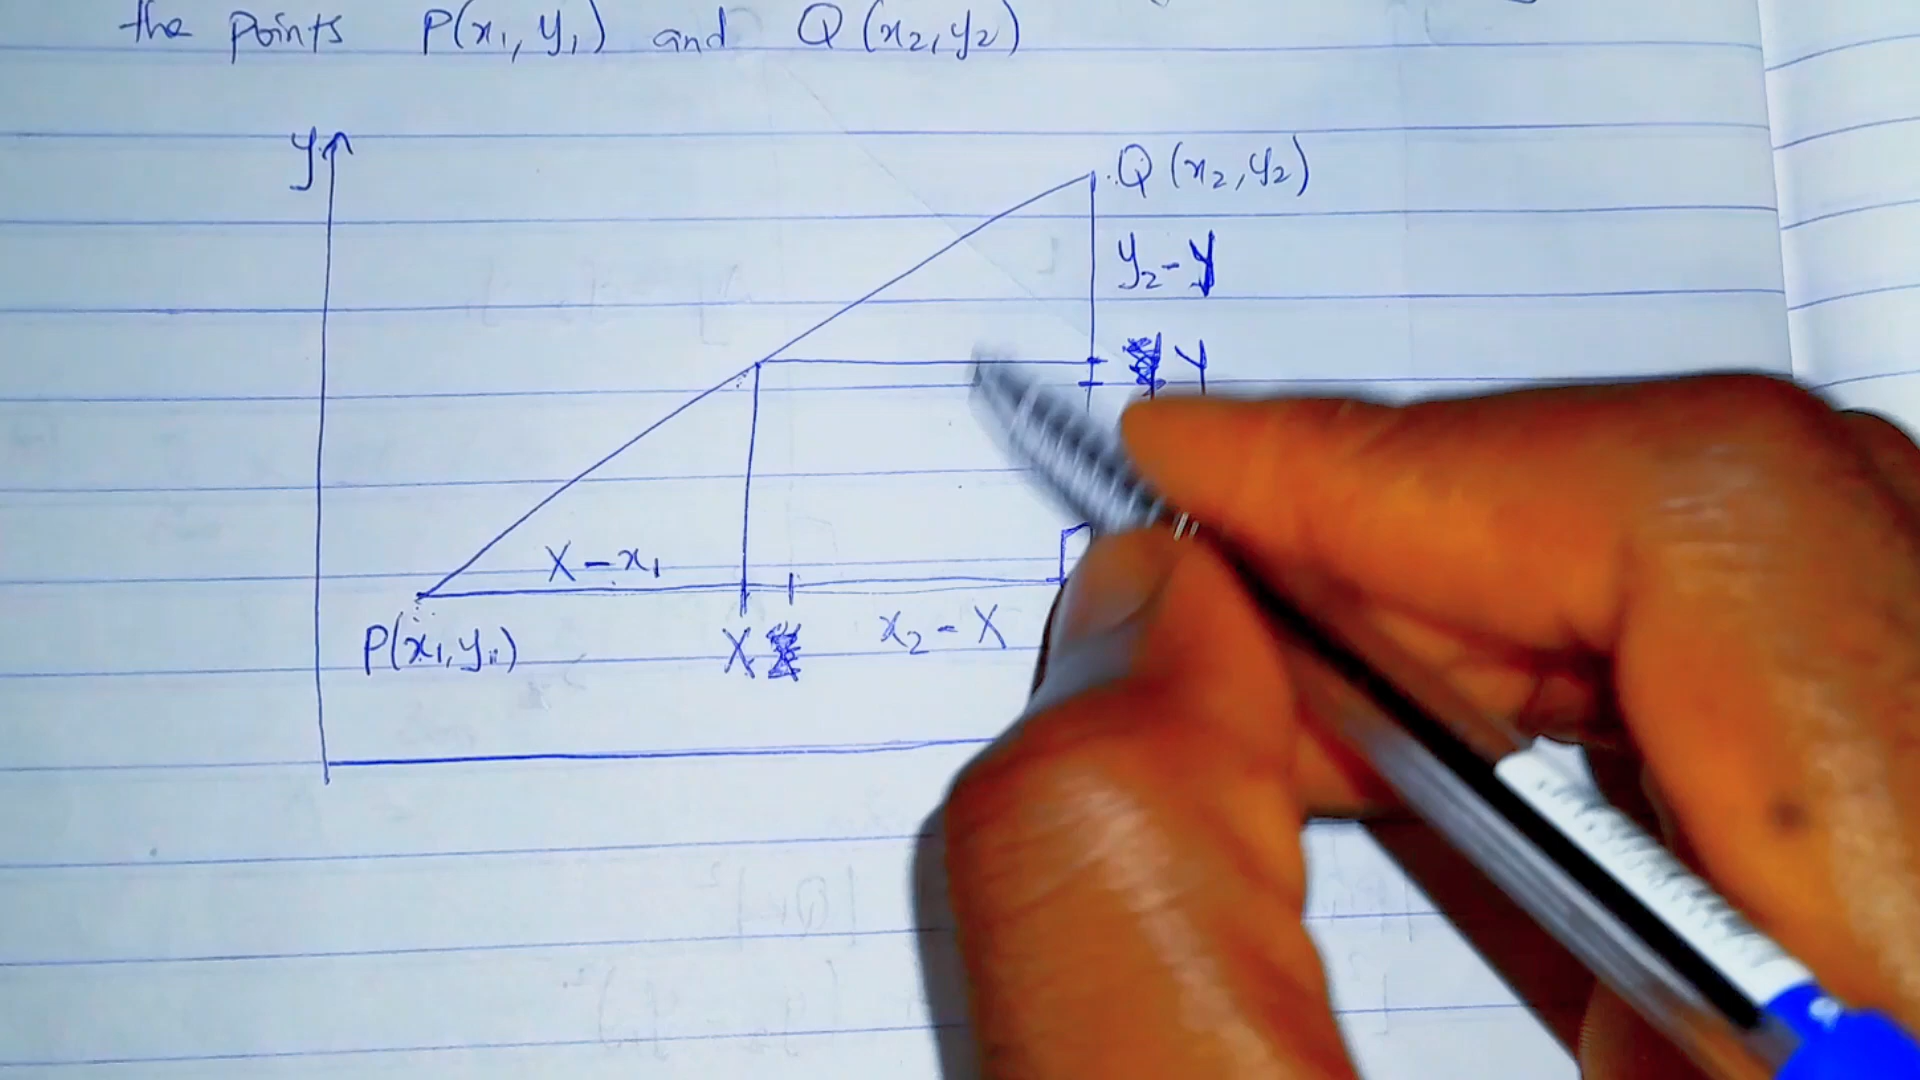 the points P(x₁, y₁) and Q(x₂, y₂)
y
Q(x₂, y₂)
y₂ - y
y
X - x₁
P(x₁, y₁)
X
x₂ - X